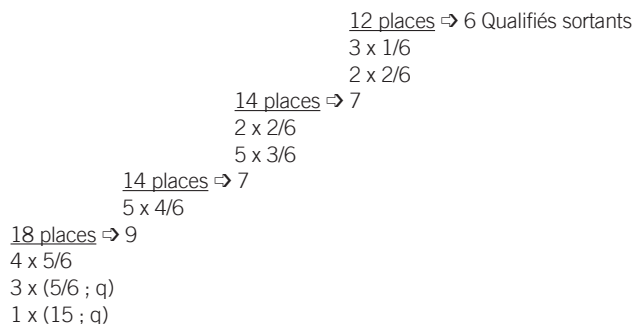 12 places ➪ 6 Qualifiés sortants
3 x 1/6
2 x 2/6
14 places ➪ 7
2 x 2/6
5 x 3/6
14 places ➪ 7
5 x 4/6
18 places ➪ 9
4 x 5/6
3 x (5/6 ; q)
1 x (15 ; q)